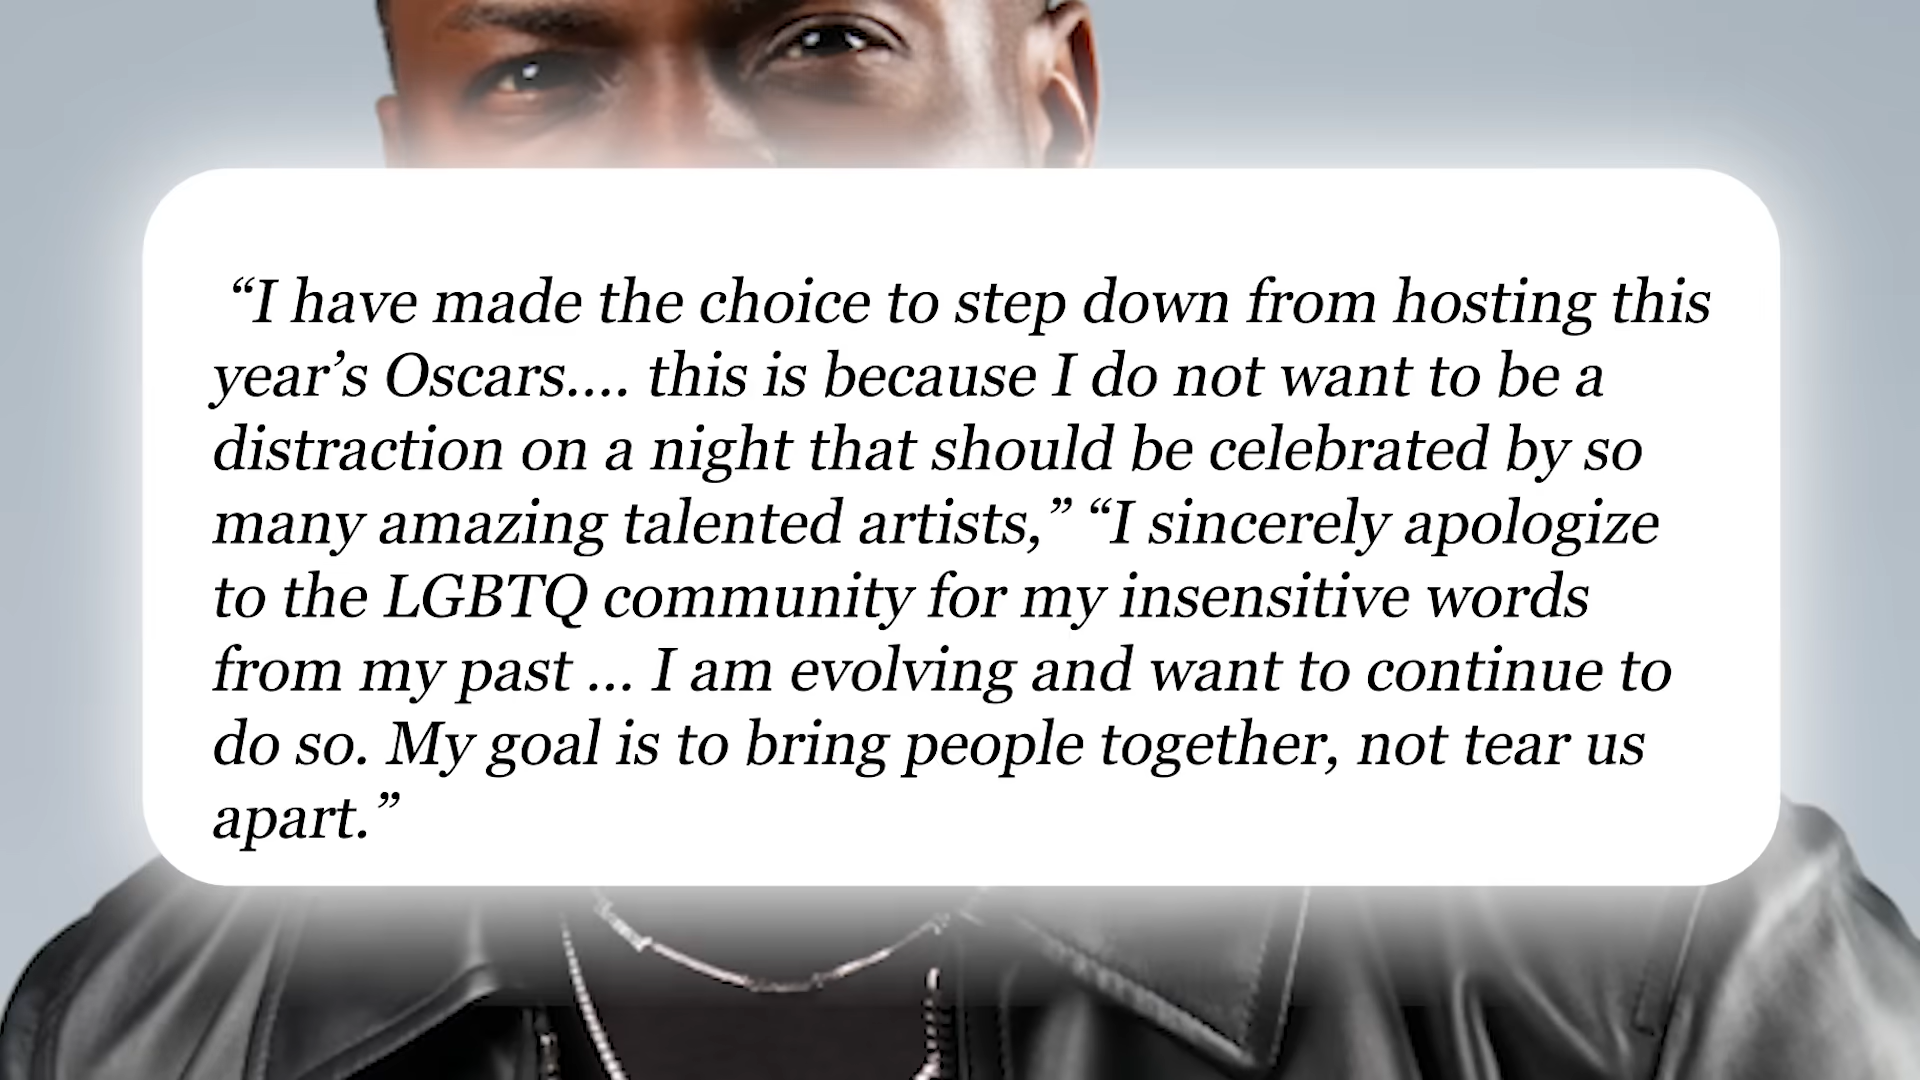 “I have made the choice to step down from hosting this
year’s Oscars.... this is because I do not want to be a
distraction on a night that should be celebrated by so
many amazing talented artists,” “I sincerely apologize
to the LGBTQ community for my insensitive words
from my past ... I am evolving and want to continue to
do so. My goal is to bring people together, not tear us
apart.”